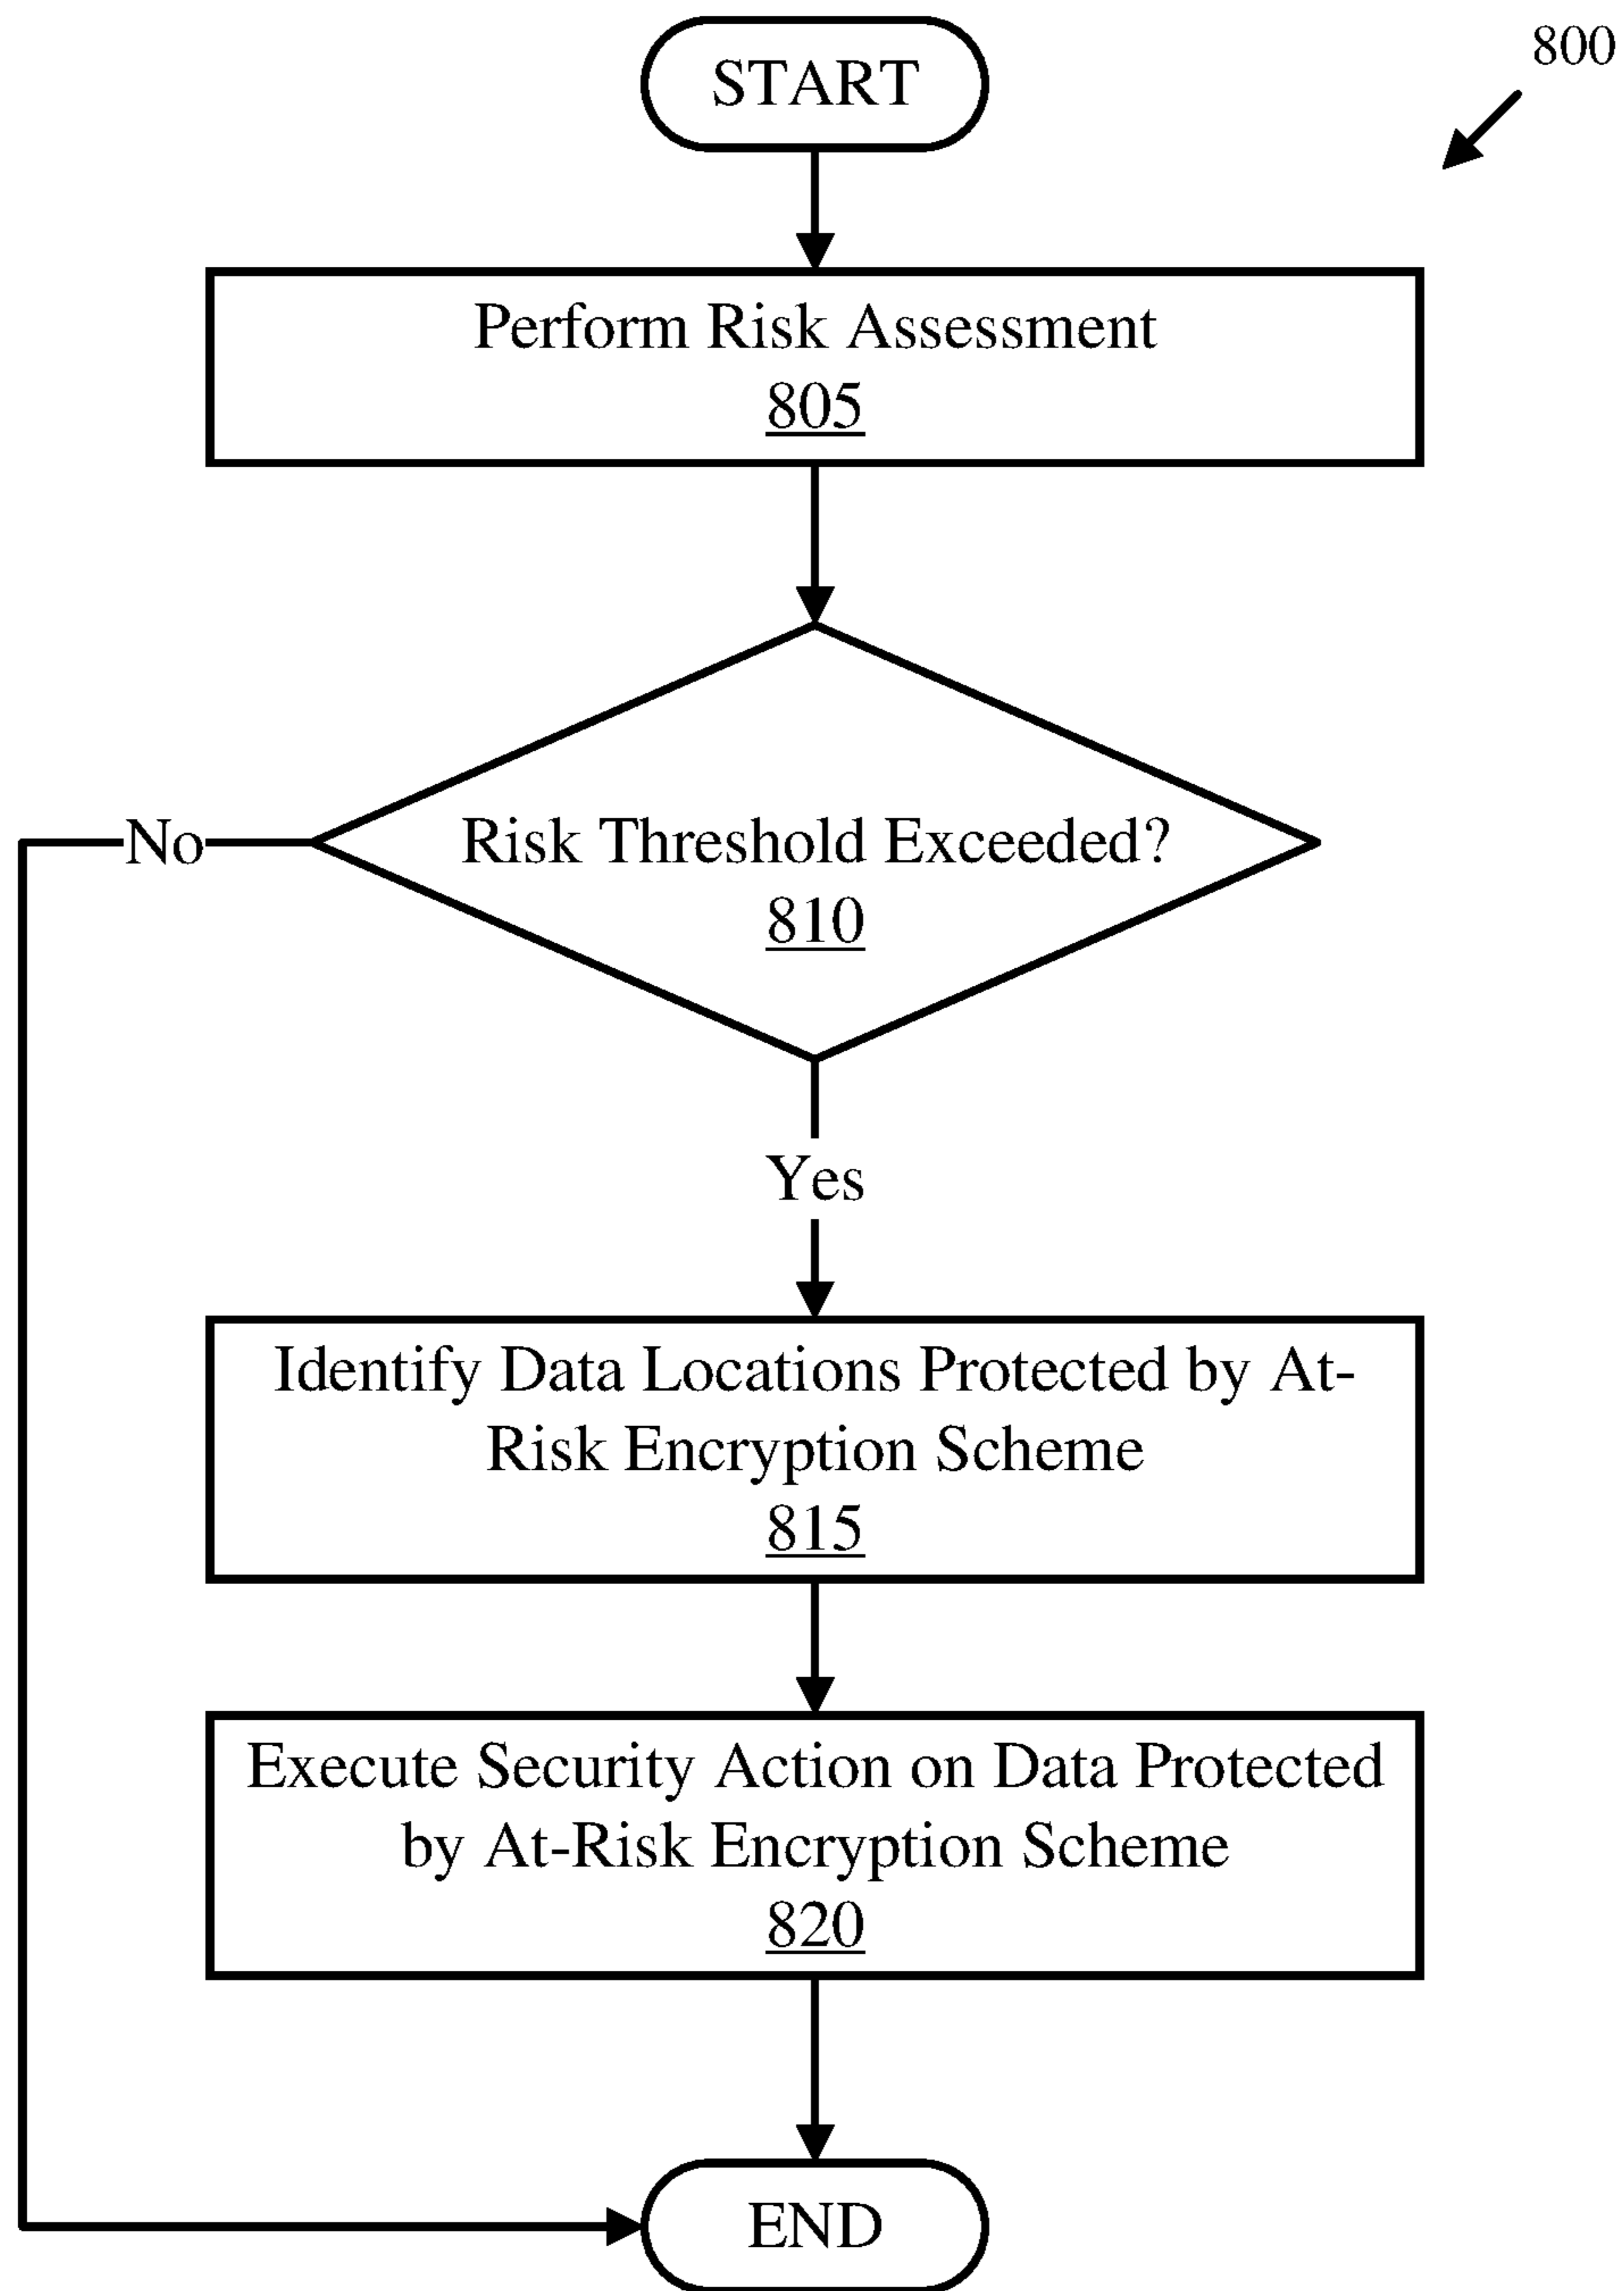 START
800
Perform Risk Assessment
805
Risk Threshold Exceeded?
810
No
Yes
Identify Data Locations Protected by At-
Risk Encryption Scheme
815
Execute Security Action on Data Protected
by At-Risk Encryption Scheme
820
END